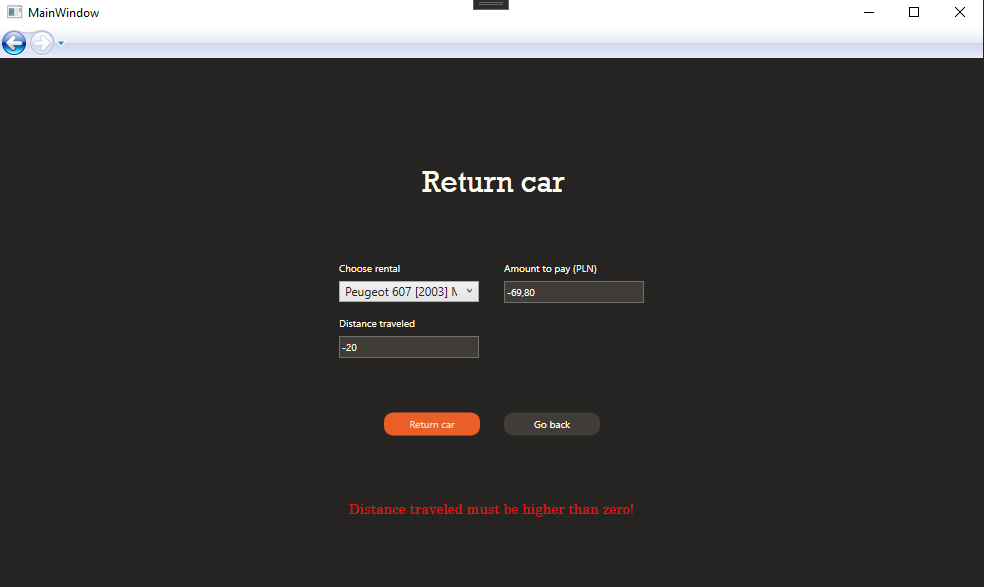 MainWindow
Return car
Choose rental
Amount to pay (PLN)
Peugeot 607 [2003]
-69,80
Distance traveled
-20
Return car
Go back
Distance traveled must be higher than zero!